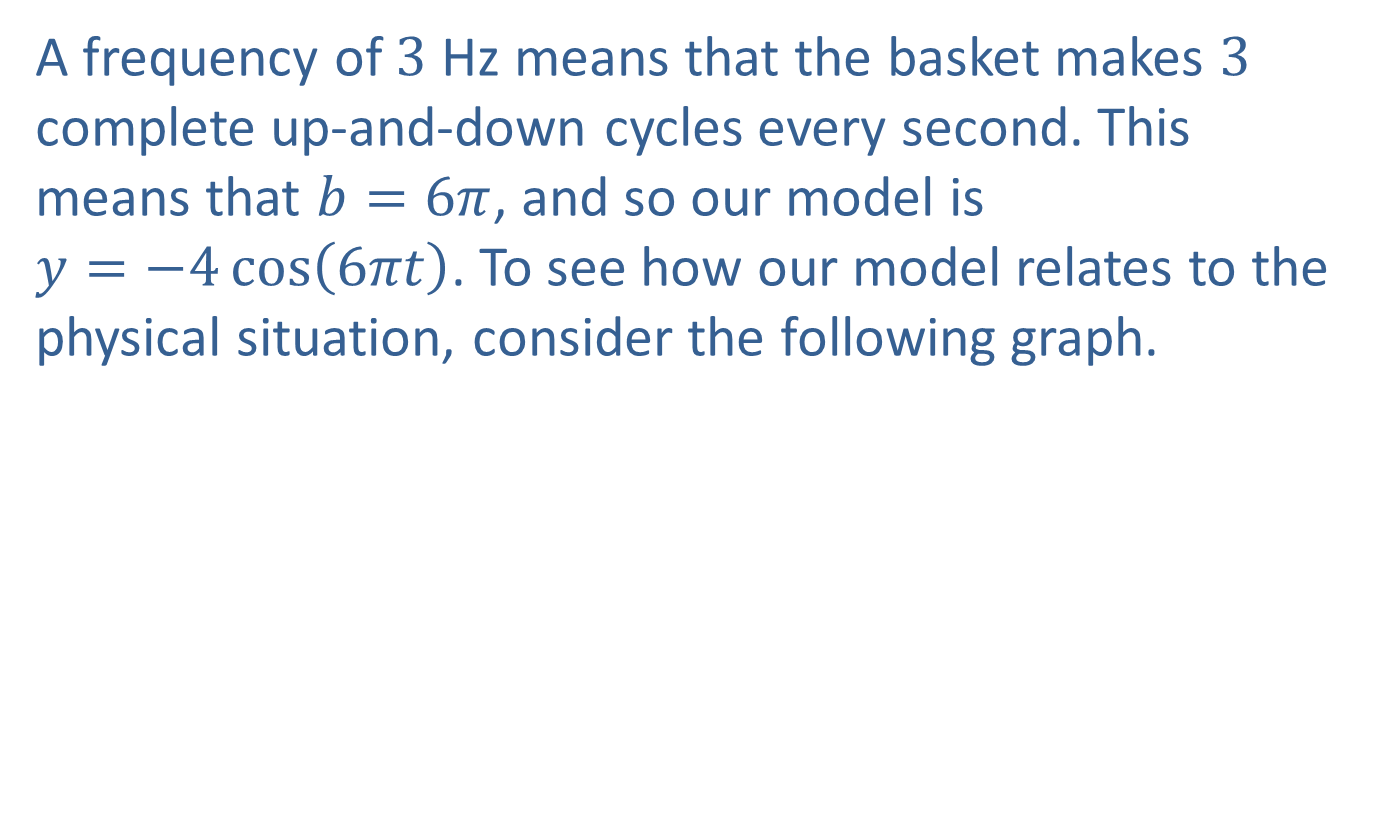 A frequency of 3 Hz means that the basket makes 3
complete up-and-down cycles every second. This
means that b = 6π, and so our model is
y = −4 cos(6πt). To see how our model relates to the
physical situation, consider the following graph.